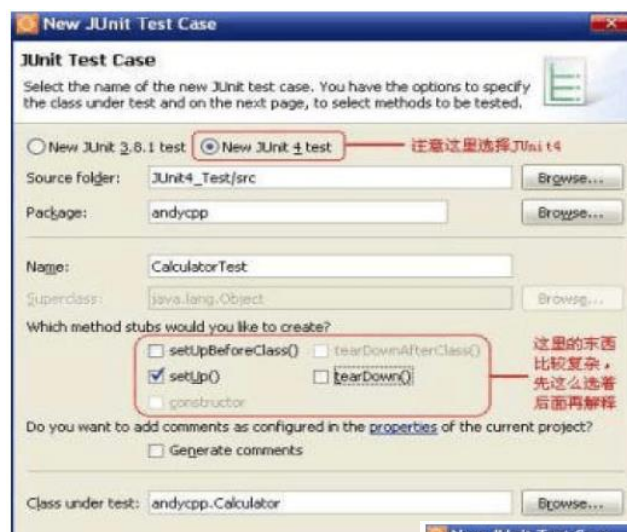 New JUnit Test Case
JUnit Test Case
Select the name of the new JUnit test case. You have the options to specify
the class under test and on the next page, to select methods to be tested.
New JUnit 3.8.1 test New JUnit 4 test 注意这里选择JUnit4
Source folder: JUnit4_Test/src Browse...
Package: andycpp Browse...
Name: CalculatorTest
Superclass: java.lang.Object Browse...
Which method stubs would you like to create?
setUpBeforeClass() tearDownAfterClass()
setUp() tearDown()
constructor
这里的东西
比较复杂，
先这么选着
后面再解释
Do you want to add comments as configured in the properties of the current project?
Generate comments
Class under test: andycpp.Calculator Browse...
New JUnit Test Case